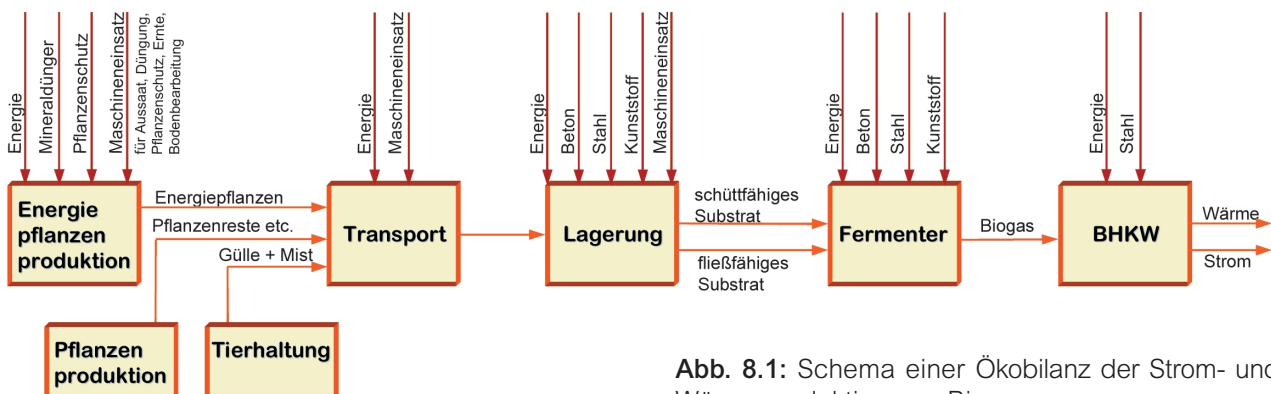 Energie
Mineraldünger
Pflanzenschutz
Maschineneinsatz
für Aussaat, Düngung,
Pflanzenschutz, Ernte,
Bodenbearbeitung
Energie
Maschineneinsatz
Energie
Beton
Stahl
Kunststoff
Maschineneinsatz
Energie
Beton
Stahl
Kunststoff
Energie
Stahl
Energie
pflanzen
produktion
Energiepflanzen
Pflanzenreste etc.
Gülle + Mist
Transport
Lagerung
schüttfähiges
Substrat
fließfähiges
Substrat
Fermenter
Biogas
BHKW
Wärme
Strom
Pflanzen
produktion
Tierhaltung
Abb. 8.1: Schema einer Ökobilanz der Strom- und